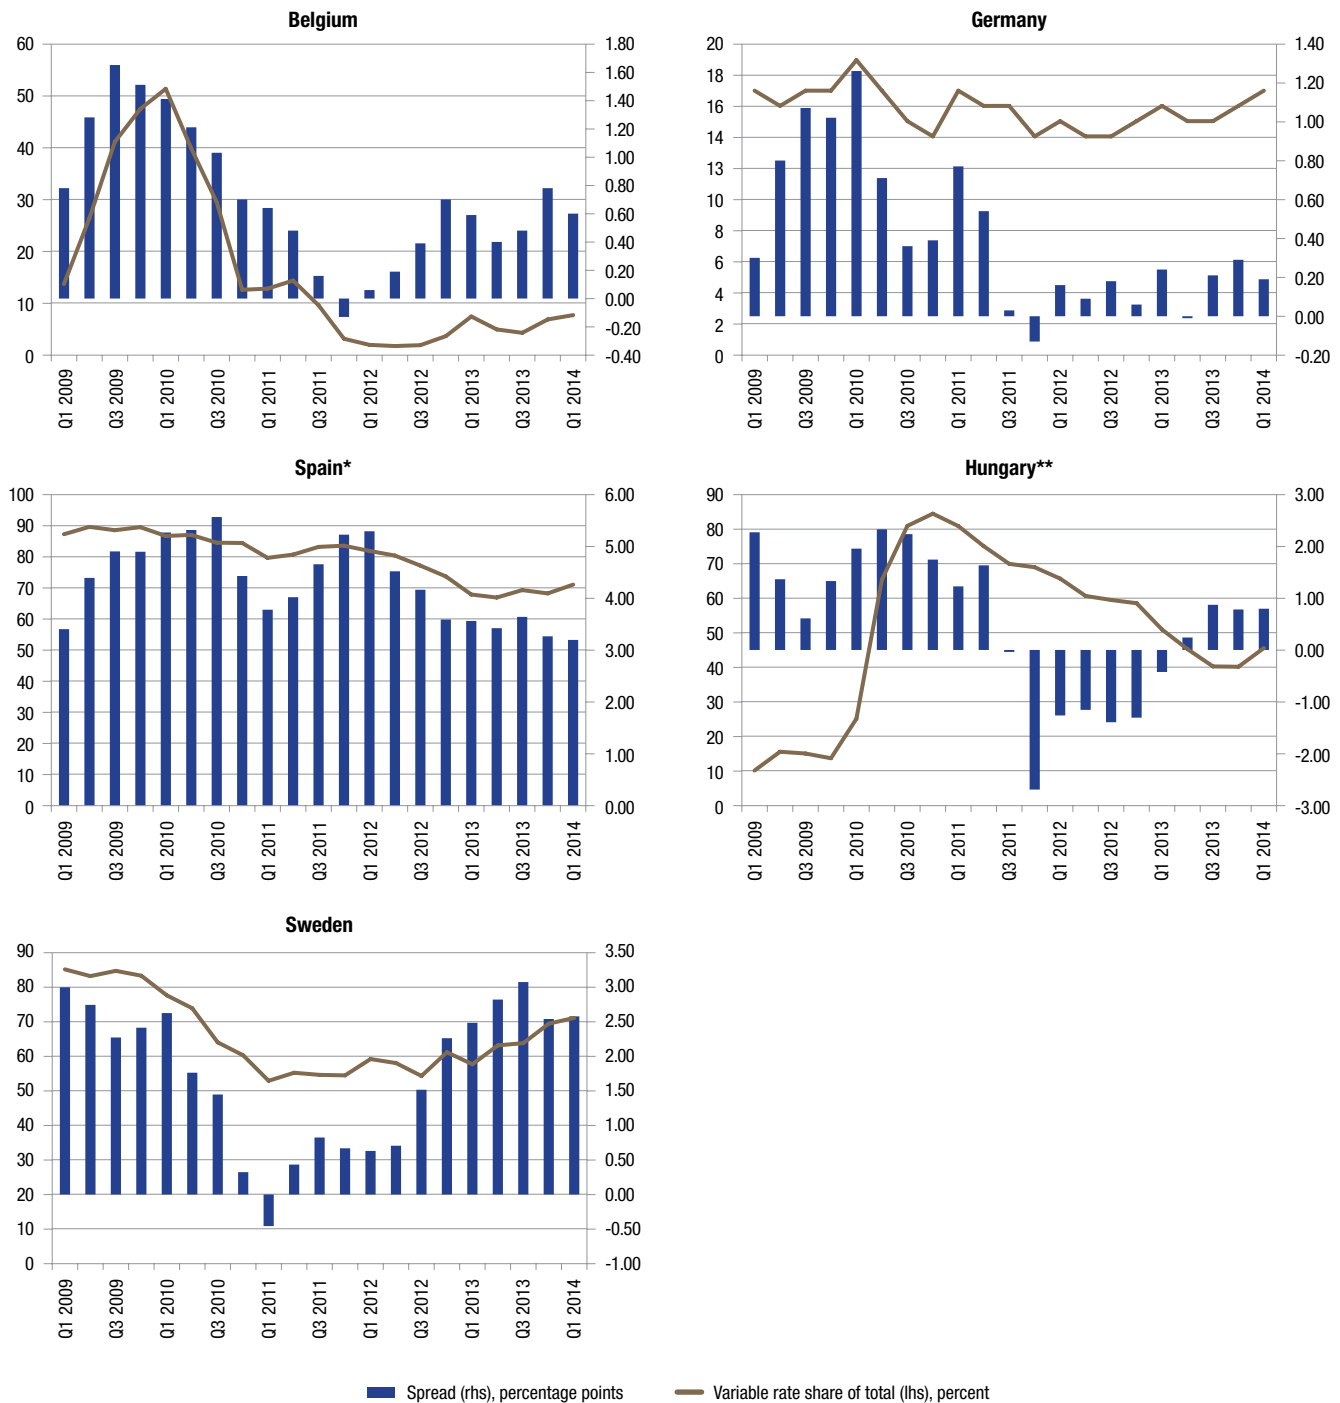 Belgium
60
50
40
30
20
10
0
1.80
1.60
1.40
1.20
1.00
0.80
0.60
0.40
0.20
0.00
-0.20
-0.40
Q1 2009
Q3 2009
Q1 2010
Q3 2010
Q1 2011
Q3 2011
Q1 2012
Q3 2012
Q1 2013
Q3 2013
Q1 2014
Germany
20
18
16
14
13
10
8
6
4
2
0
1.40
1.20
1.00
0.80
0.60
0.40
0.20
0.00
-0.20
Q1 2009
Q3 2009
Q1 2010
Q3 2010
Q1 2011
Q3 2011
Q1 2012
Q3 2012
Q1 2013
Q3 2013
Q1 2014
Spain*
100
90
80
70
60
50
40
30
20
10
0
6.00
5.00
4.00
3.00
2.00
1.00
0.00
Q1 2009
Q3 2009
Q1 2010
Q3 2010
Q1 2011
Q3 2011
Q1 2012
Q3 2012
Q1 2013
Q3 2013
Q1 2014
Hungary**
90
80
70
60
50
40
30
20
10
0
3.00
2.00
1.00
0.00
-1.00
-2.00
-3.00
Q1 2009
Q3 2009
Q1 2010
Q3 2010
Q1 2011
Q3 2011
Q1 2012
Q3 2012
Q1 2013
Q3 2013
Q1 2014
Sweden
90
80
70
60
50
40
30
20
10
0
3.50
3.00
2.50
2.00
1.50
1.00
0.50
0.00
-0.50
-1.00
Q1 2009
Q3 2009
Q1 2010
Q3 2010
Q1 2011
Q3 2011
Q1 2012
Q3 2012
Q1 2013
Q3 2013
Q1 2014
Spread (rhs), percentage points
Variable rate share of total (lhs), percent